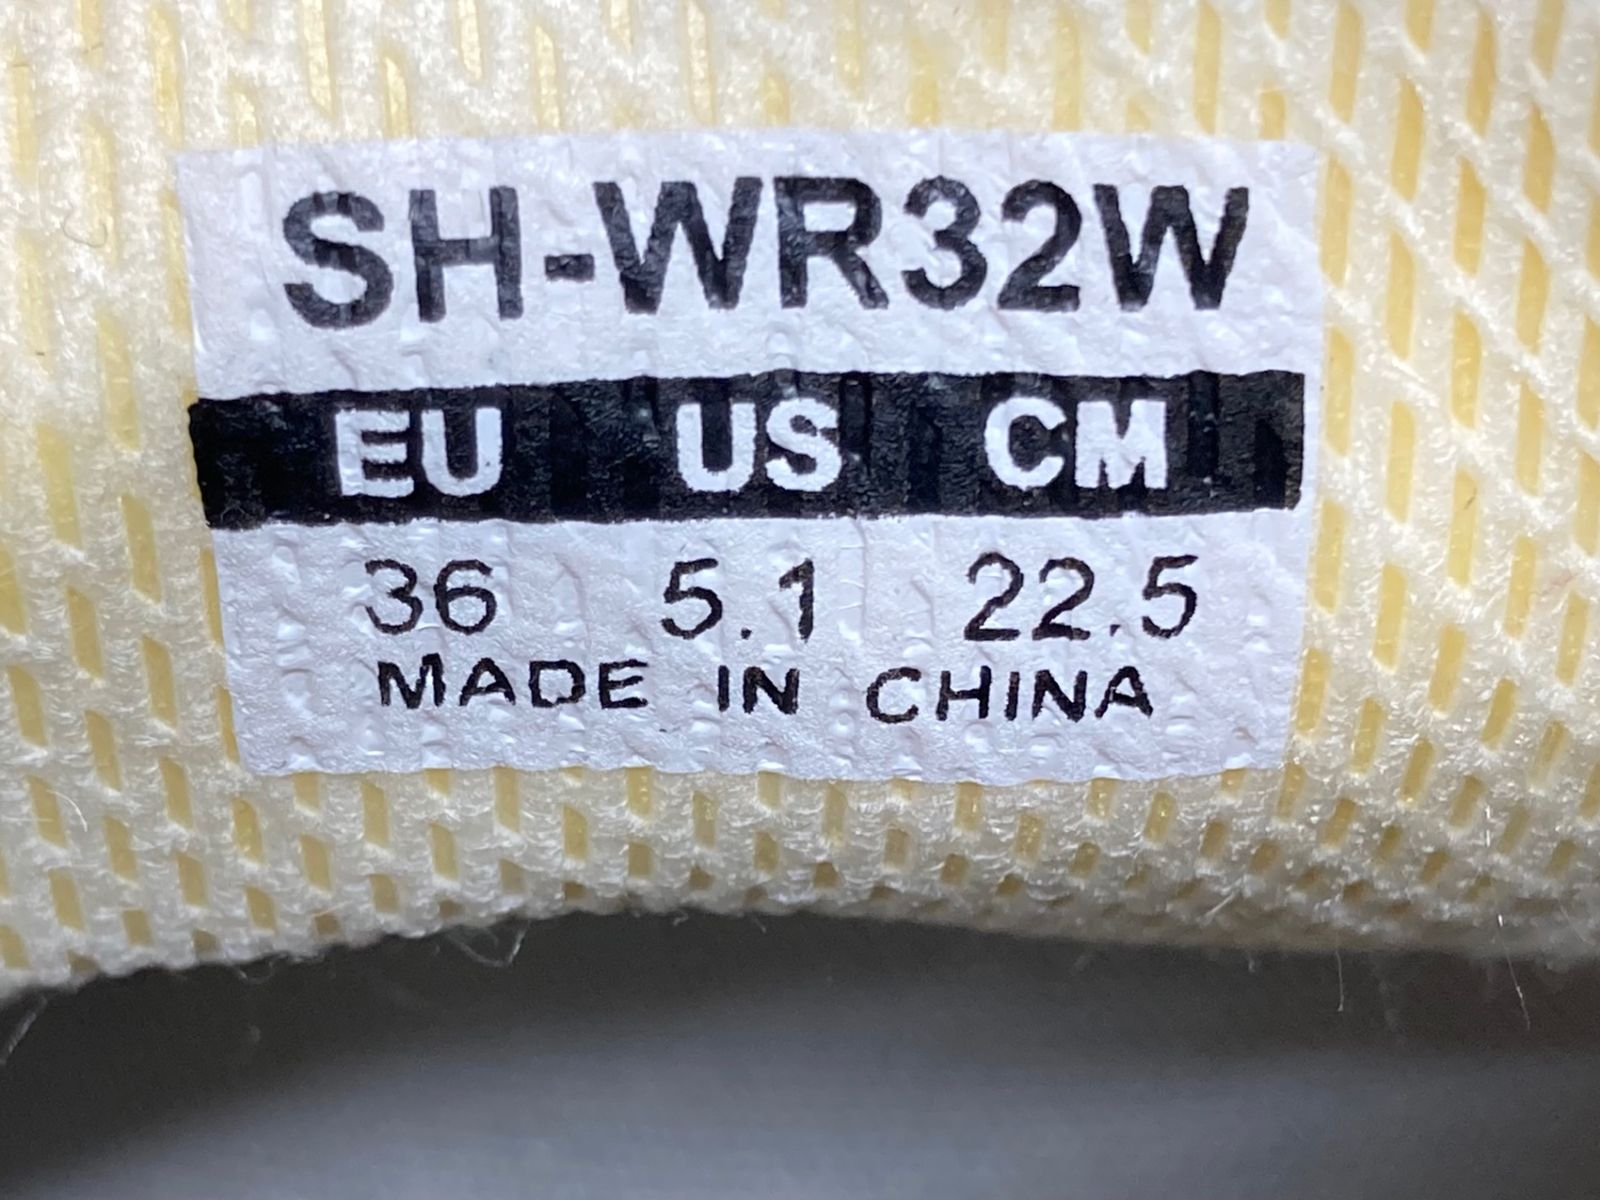 SH-WR32W
EU US CM
36 5.1 22.5
MADE IN CHINA